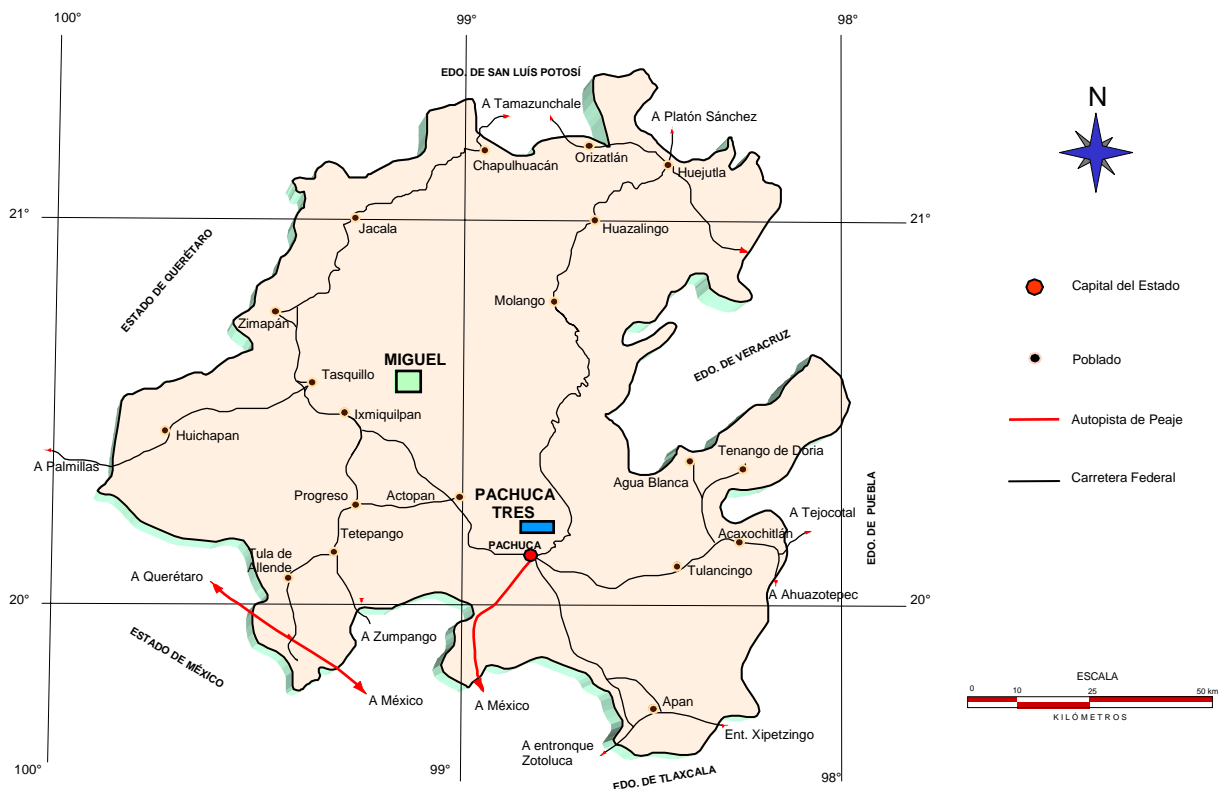 100°
99°
98°
EDO. DE SAN LUÍS POTOSÍ
N
A Tamazunchale
A Platón Sánchez
Chapulhuacán
Orizatlán
Huejutla
21°
21°
Jacala
Huazalingo
ESTADO DE QUERÉTARO
Capital del Estado
Molango
Zimapán
EDO. DE VERACRUZ
MIGUEL
Poblado
Tasquillo
Ixmiquilpan
Autopista de Peaje
Huichapan
Tenango de Doria
A Palmillas
Agua Blanca
Carretera Federal
Progreso
Actopan
PACHUCA
TRES
EDO. DE PUEBLA
A Tejocotal
Tetepango
Acaxochitlán
PACHUCA
Tula de
Allende
Tulancingo
A Querétaro
A Ahuazotepec
20°
20°
A Zumpango
ESTADO DE MÉXICO
ESCALA
0 10 25 50 km
KILÓMETROS
A México
A México
Apan
Ent. Xipetzingo
A entronque
Zotoluca
100°
99°
98°
EDO. DE TLAXCALA